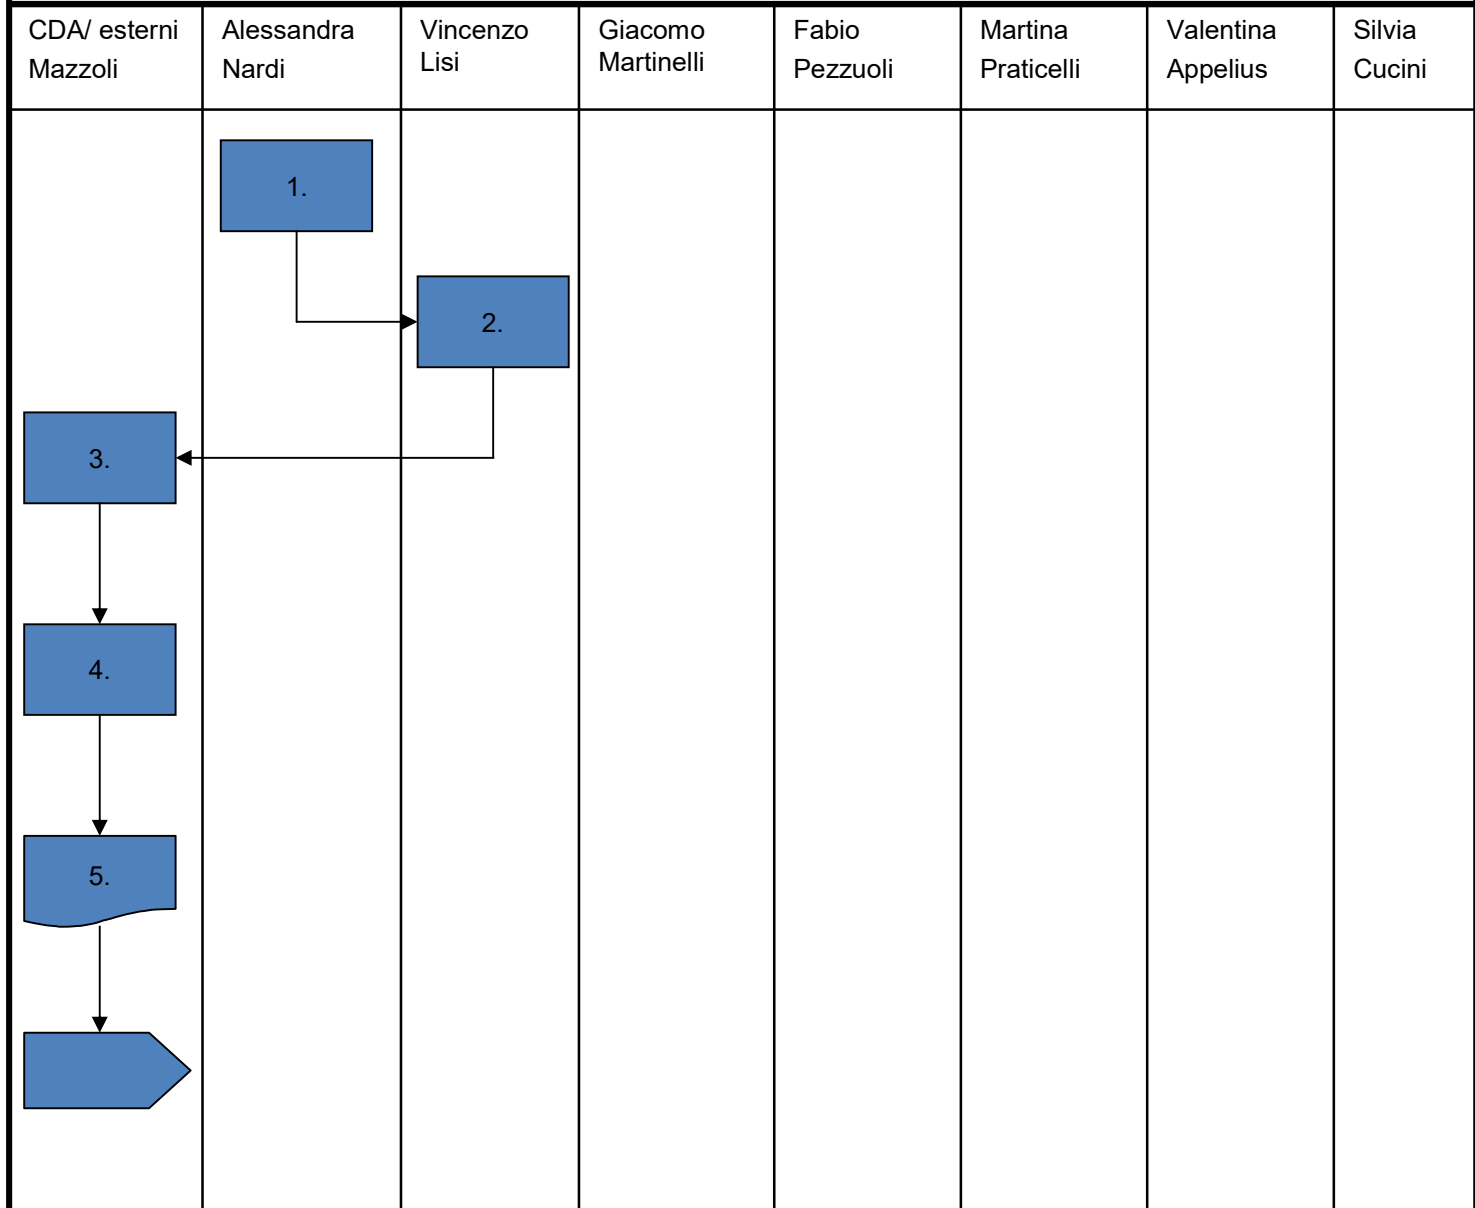 CDA/ esterni
Mazzoli
Alessandra
Nardi
Vincenzo
Lisi
Giacomo
Martinelli
Fabio
Pezzuoli
Martina
Praticelli
Valentina
Appelius
Silvia
Cucini
1.
2.
3.
4.
5.